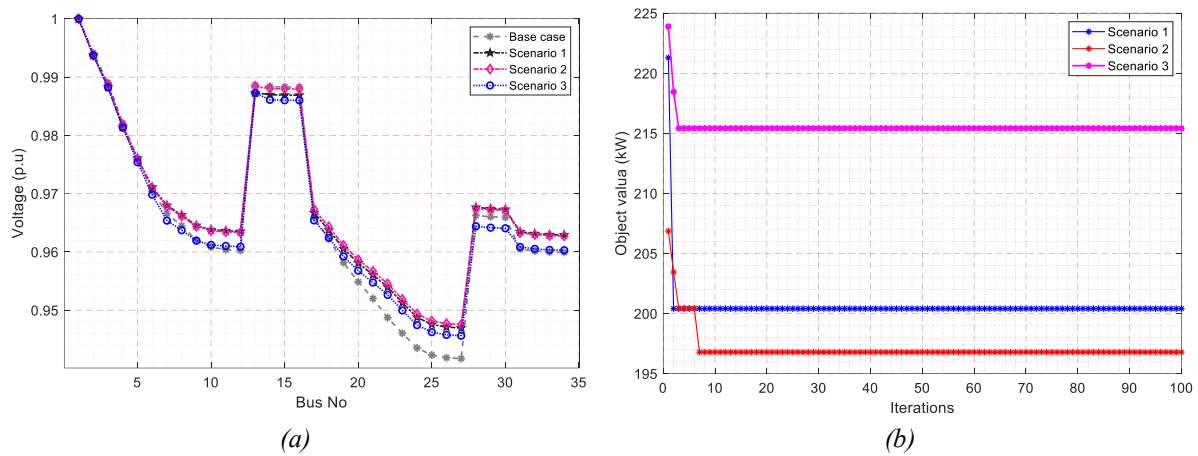 Voltage (p.u)
1
0.99
0.98
0.97
0.96
0.95
5 10 15 20 25 30 35
Bus No
Base case
Scenario 1
Scenario 2
Scenario 3
(a)
Object valua (kW)
225
220
215
210
205
200
195
0 10 20 30 40 50 60 70 80 90 100
Iterations
Scenario 1
Scenario 2
Scenario 3
(b)